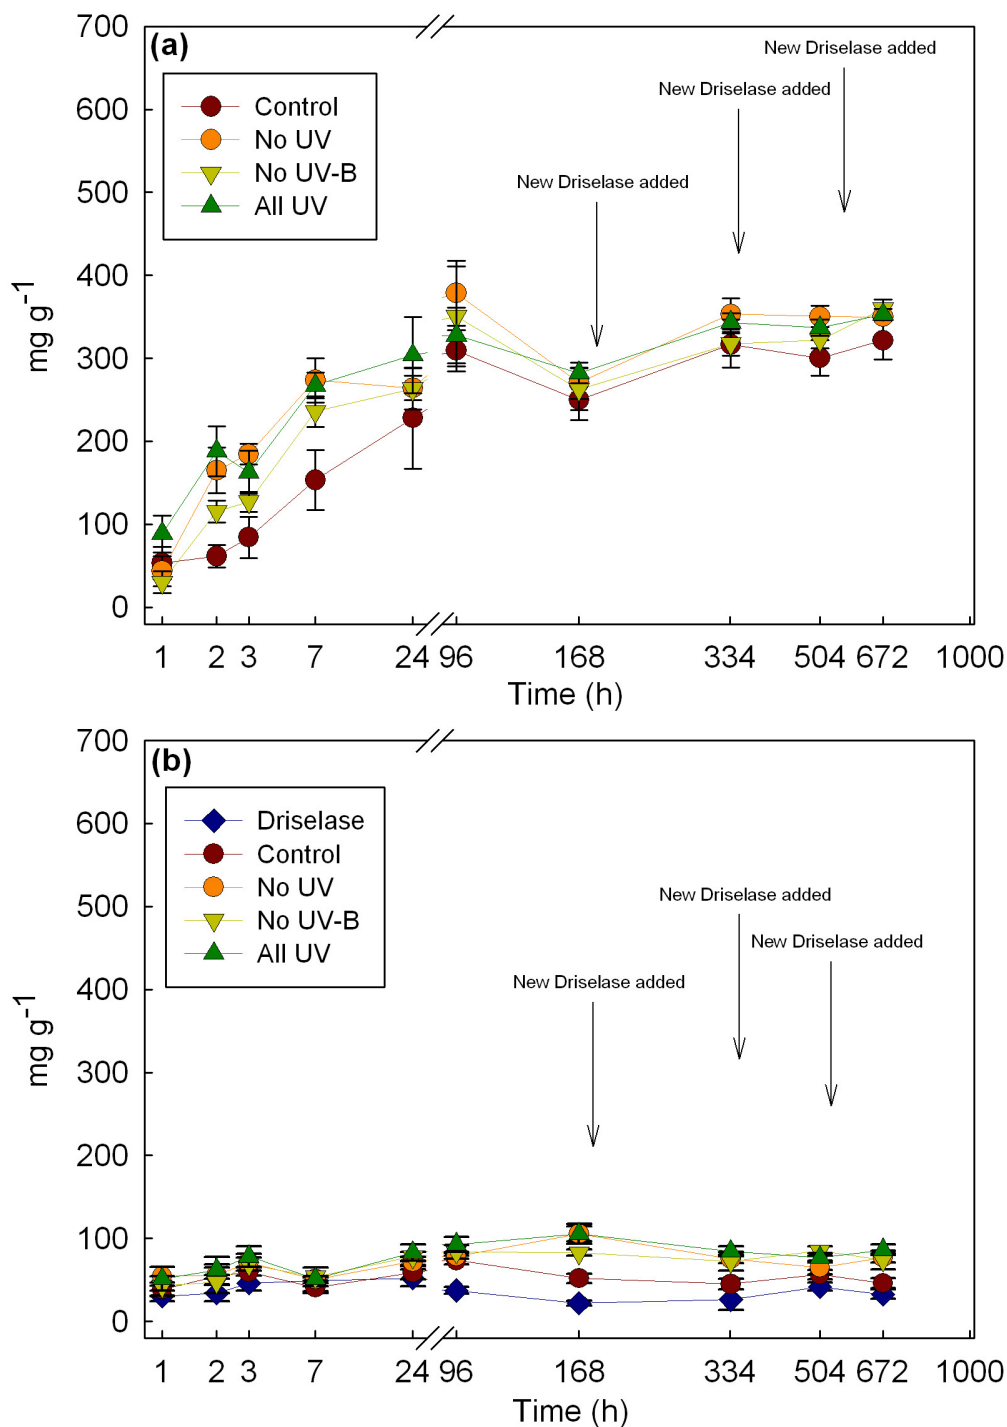 700
600
500
400
300
200
100
0
mg g⁻¹
(a)
Control
No UV
No UV-B
All UV
New Driselase added
New Driselase added
New Driselase added
1 2 3 7 24 96 168 334 504 672 1000
Time (h)
700
600
500
400
300
200
100
0
mg g⁻¹
(b)
Driselase
Control
No UV
No UV-B
All UV
New Driselase added
New Driselase added
New Driselase added
1 2 3 7 24 96 168 334 504 672 1000
Time (h)